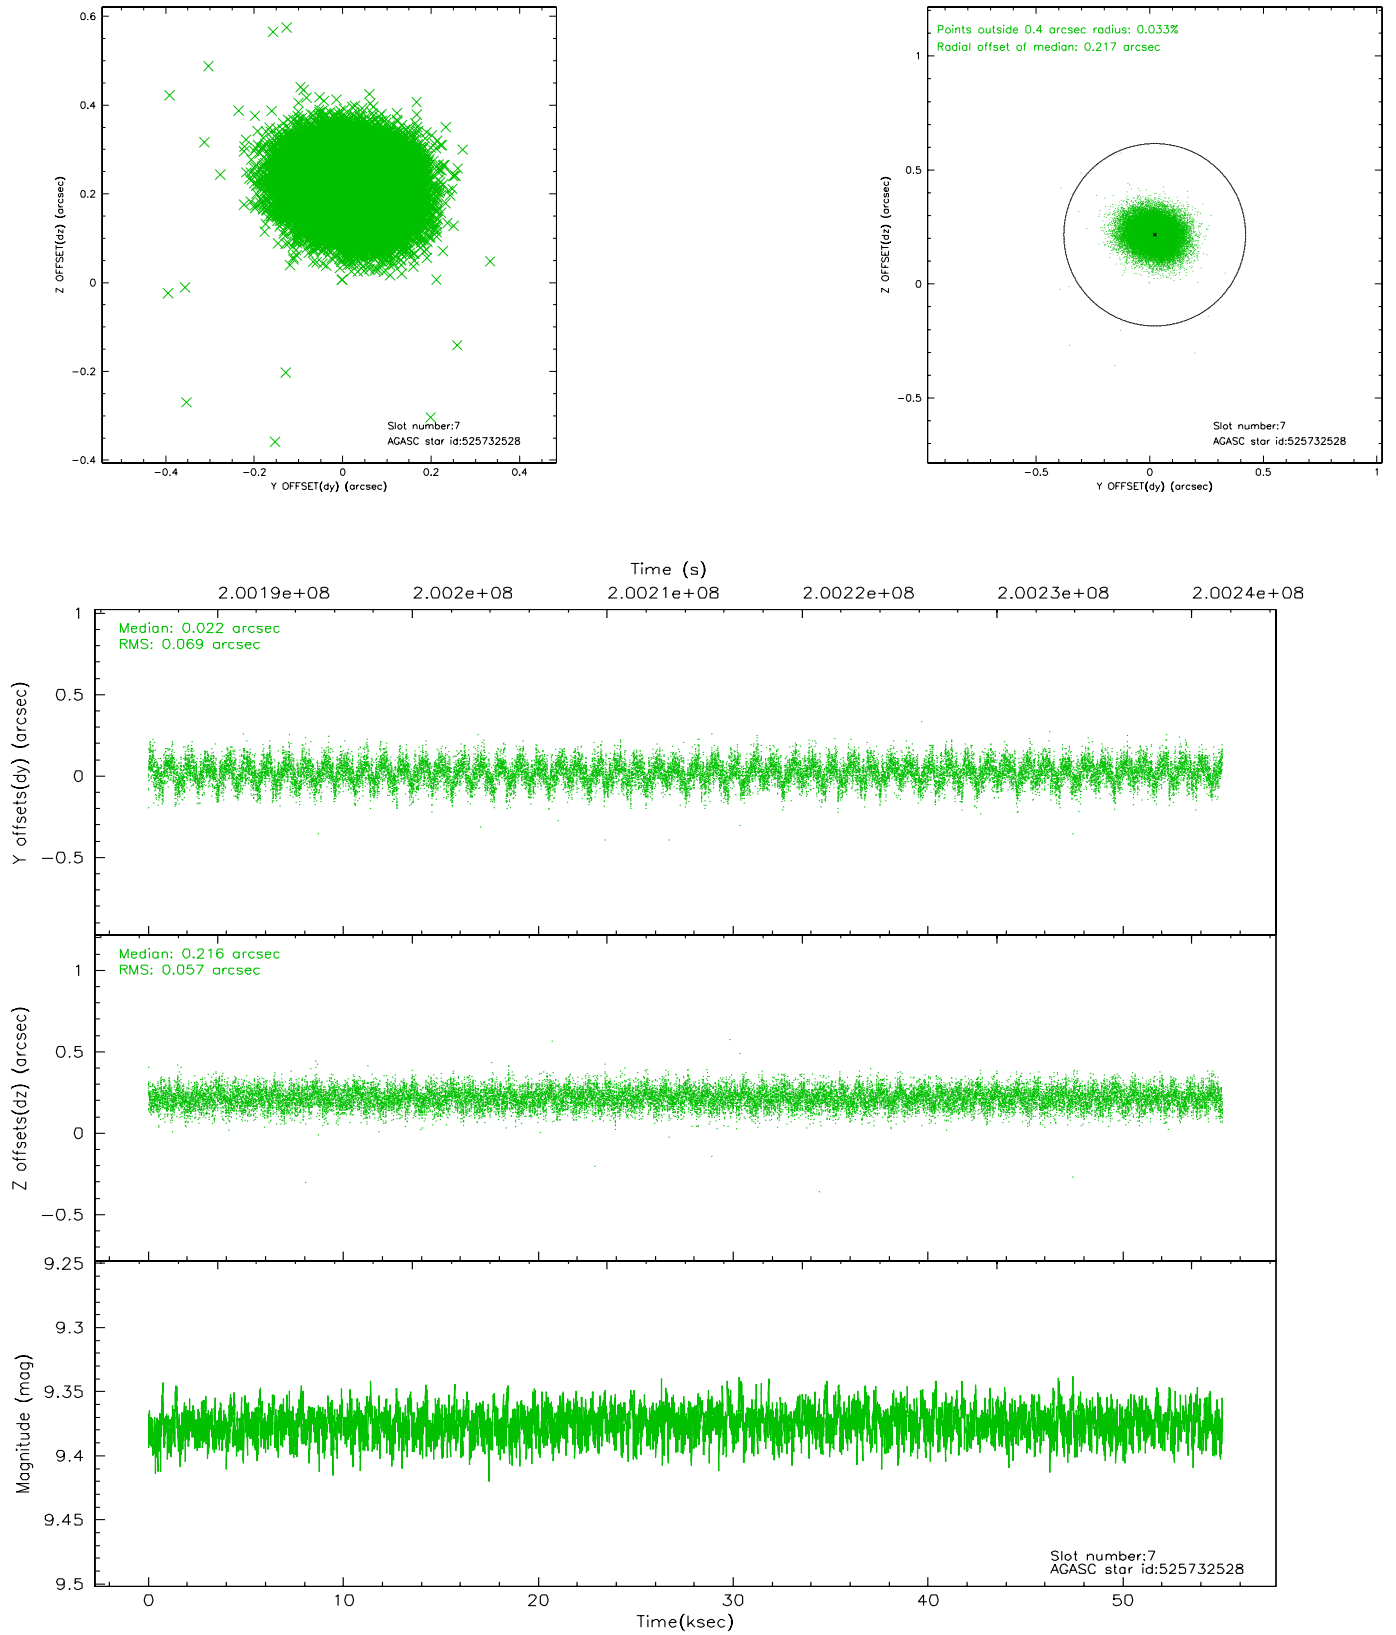 0.6
0.4
0.2
0
−0.2
−0.4
Z OFFSET(dz) (arcsec)
−0.4 −0.2 0 0.2 0.4
Y OFFSET(dy) (arcsec)
Slot number:7
AGASC star id:525732528
Points outside 0.4 arcsec radius: 0.033%
Radial offset of median: 0.217 arcsec
1
0.5
0
−0.5
Z OFFSET(dz) (arcsec)
−0.5 0 0.5 1
Y OFFSET(dy) (arcsec)
Slot number:7
AGASC star id:525732528
Time (s)
2.0019e+08 2.002e+08 2.0021e+08 2.0022e+08 2.0023e+08 2.0024e+08
Median: 0.022 arcsec
RMS: 0.069 arcsec
1
0.5
0
−0.5
Y offsets(dy) (arcsec)
Median: 0.216 arcsec
RMS: 0.057 arcsec
1
0.5
0
−0.5
Z offsets(dz) (arcsec)
9.25
9.3
9.35
9.4
9.45
9.5
Magnitude (mag)
Slot number:7
AGASC star id:525732528
0 10 20 30 40 50
Time(ksec)